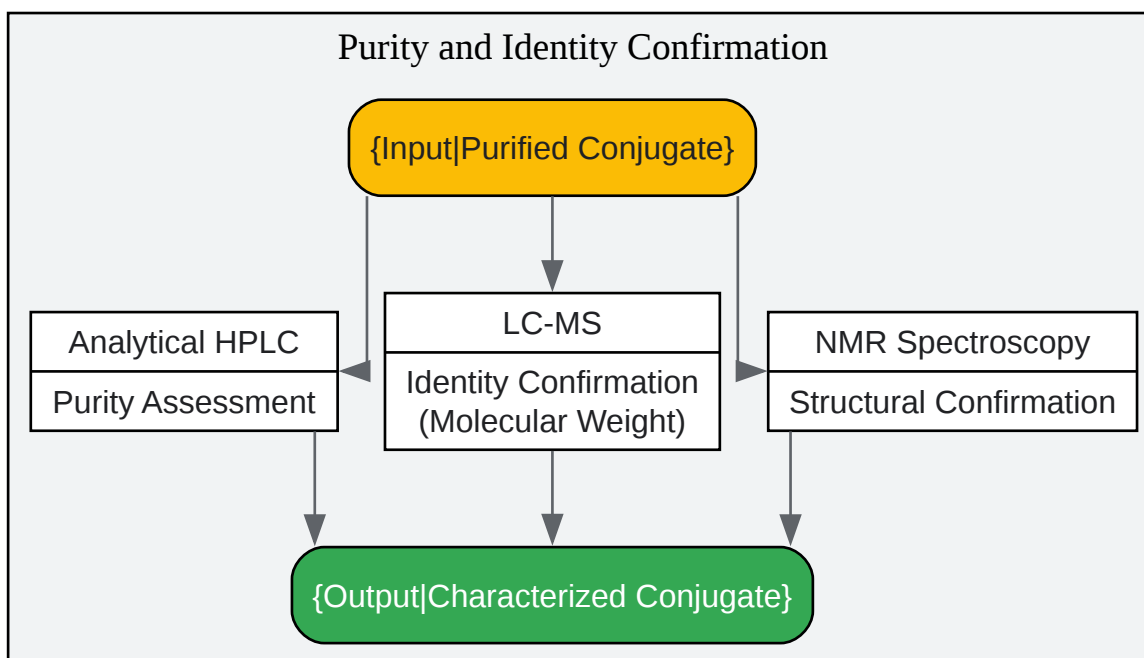 Purity and Identity Confirmation
{Input|Purified Conjugate}
Analytical HPLC
Purity Assessment
LC-MS
Identity Confirmation
(Molecular Weight)
NMR Spectroscopy
Structural Confirmation
{Output|Characterized Conjugate}